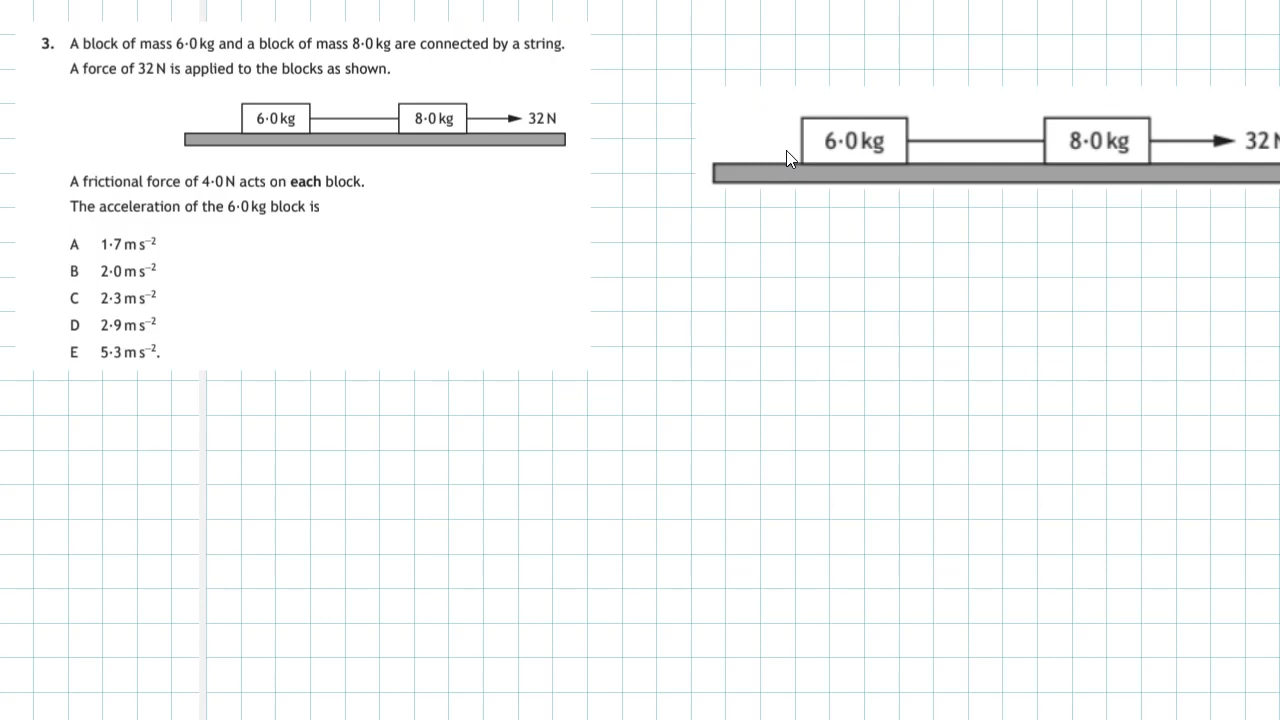 3. A block of mass 6·0 kg and a block of mass 8·0 kg are connected by a string.
A force of 32 N is applied to the blocks as shown.
6·0 kg 8·0 kg 32 N
A frictional force of 4·0 N acts on each block.
The acceleration of the 6·0 kg block is
A 1·7 m s⁻²
B 2·0 m s⁻²
C 2·3 m s⁻²
D 2·9 m s⁻²
E 5·3 m s⁻².
6·0 kg 8·0 kg 32